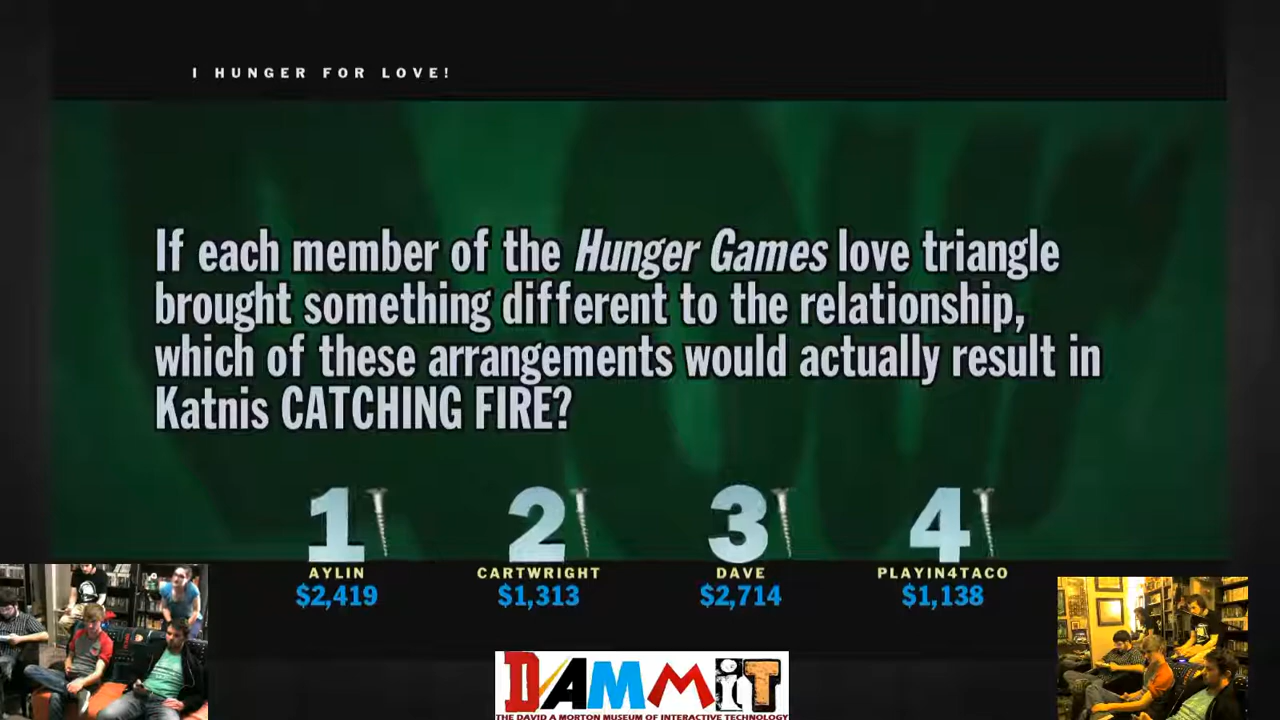 I HUNGER FOR LOVE!
If each member of the Hunger Games love triangle
brought something different to the relationship,
which of these arrangements would actually result in
Katnis CATCHING FIRE?
1 2 3 4
AYLIN CARTWRIGHT DAVE PLAYIN4TACO
$2,419 $1,313 $2,714 $1,138
DAMMiT
THE DAVID A MORTON MUSEUM OF INTERACTIVE TECHNOLOGY